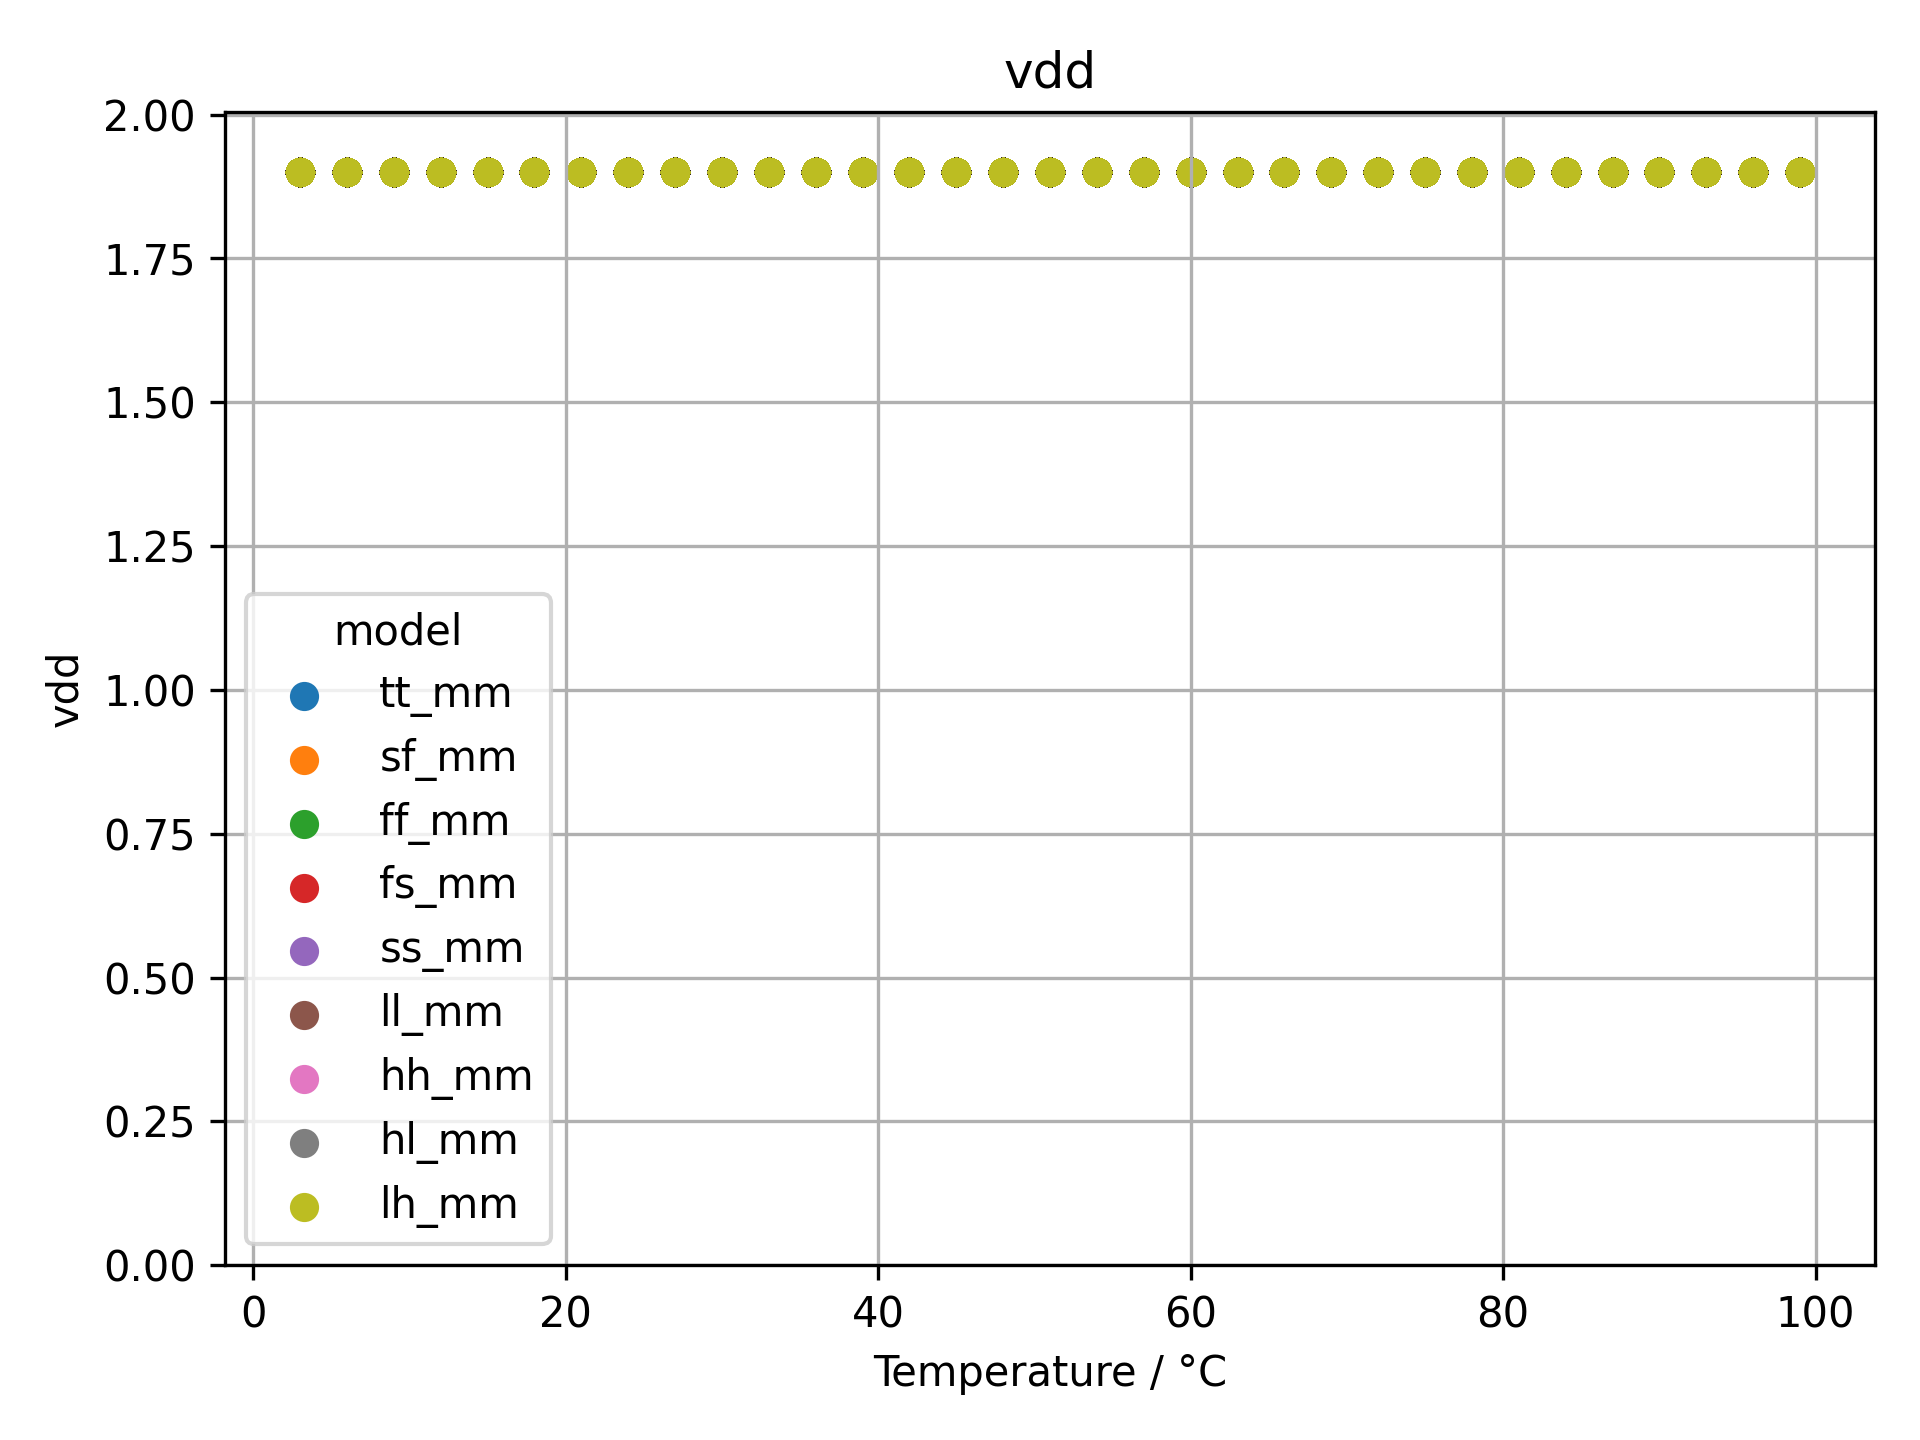 vdd
2.00
1.75
1.50
1.25
1.00
0.75
0.50
0.25
0.00
vdd
model
tt_mm
sf_mm
ff_mm
fs_mm
ss_mm
ll_mm
hh_mm
hl_mm
lh_mm
0 20 40 60 80 100
Temperature / °C